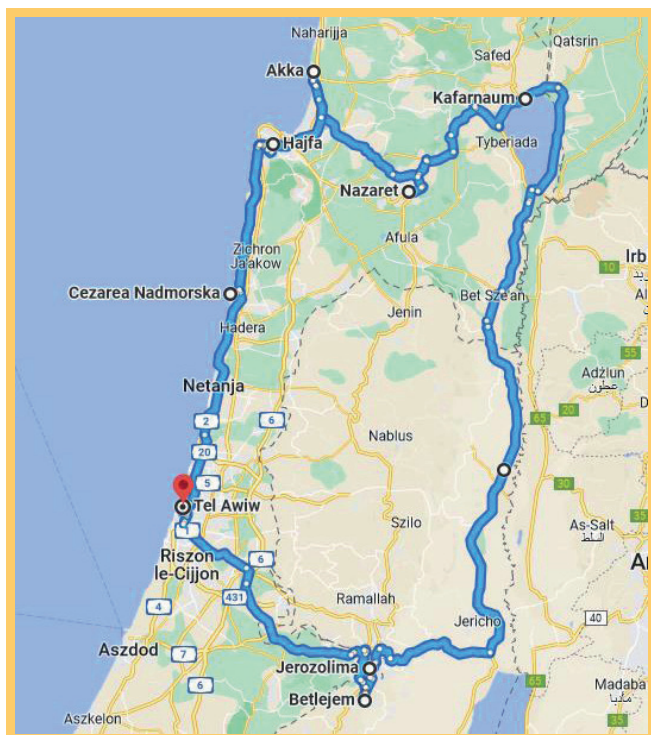 Naharijja
Safed
Qatsrin
Akka
Kafarnaum
Hajfa
Tyberiada
Nazaret
Afula
Zichron
Ja'akow
Irb
10
إربد
Cezarea Nadmorska
Bet Sze'an
Al
Jenin
Hadera
55
Adżlun
عجلون
Netanja
D
65
20
2
6
Nablus
20
5
30
Tel Awiw
1
Szilo
As-Salt
السلط
35
Riszon
le-Cijjon
6
A
431
Ramallah
4
Jericho
40
Aszdod
7
Jerozolima
6
65
Madaba
مادبا
Betlejem
Aszkelon